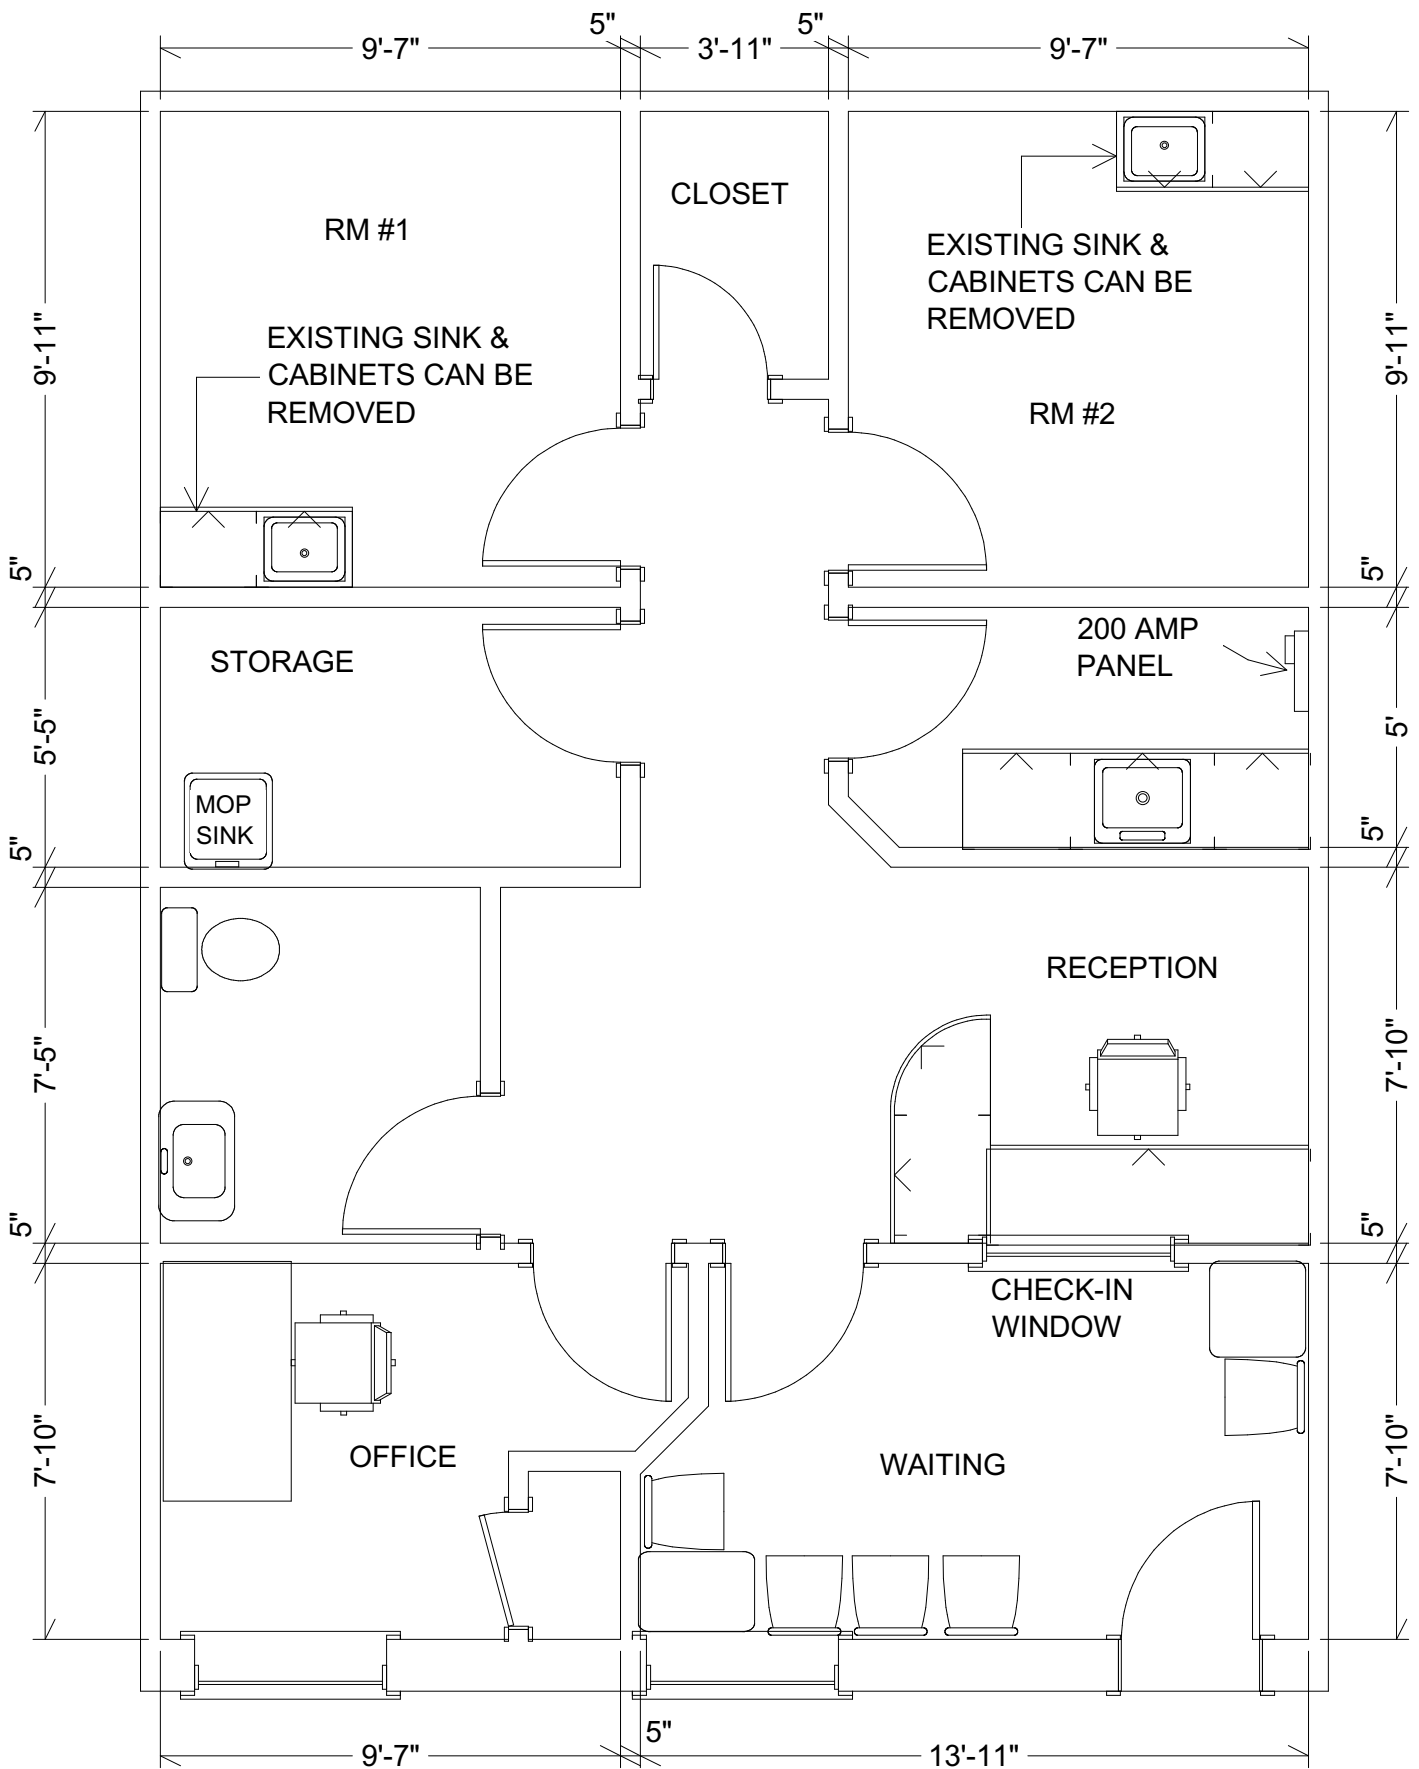 5"
5"
9'-7"
3'-11"
9'-7"
CLOSET
RM #1
EXISTING SINK &
CABINETS CAN BE
REMOVED
9'-11"
9'-11"
EXISTING SINK &
CABINETS CAN BE
REMOVED
RM #2
5"
5"
200 AMP
PANEL
STORAGE
5'-5"
5'
MOP
SINK
5"
5"
RECEPTION
7'-5"
7'-10"
5"
5"
CHECK-IN
WINDOW
OFFICE
WAITING
7'-10"
7'-10"
5"
9'-7"
13'-11"